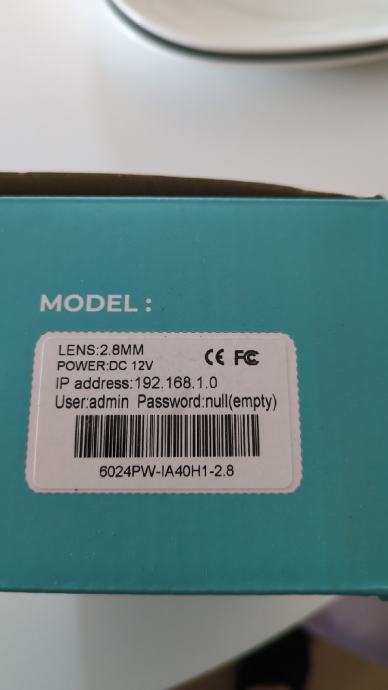 MODEL :
LENS:2.8MM
POWER:DC 12V
CE FC
IP address:192.168.1.0
User:admin Password:null(empty)
6024PW-IA40H1-2.8